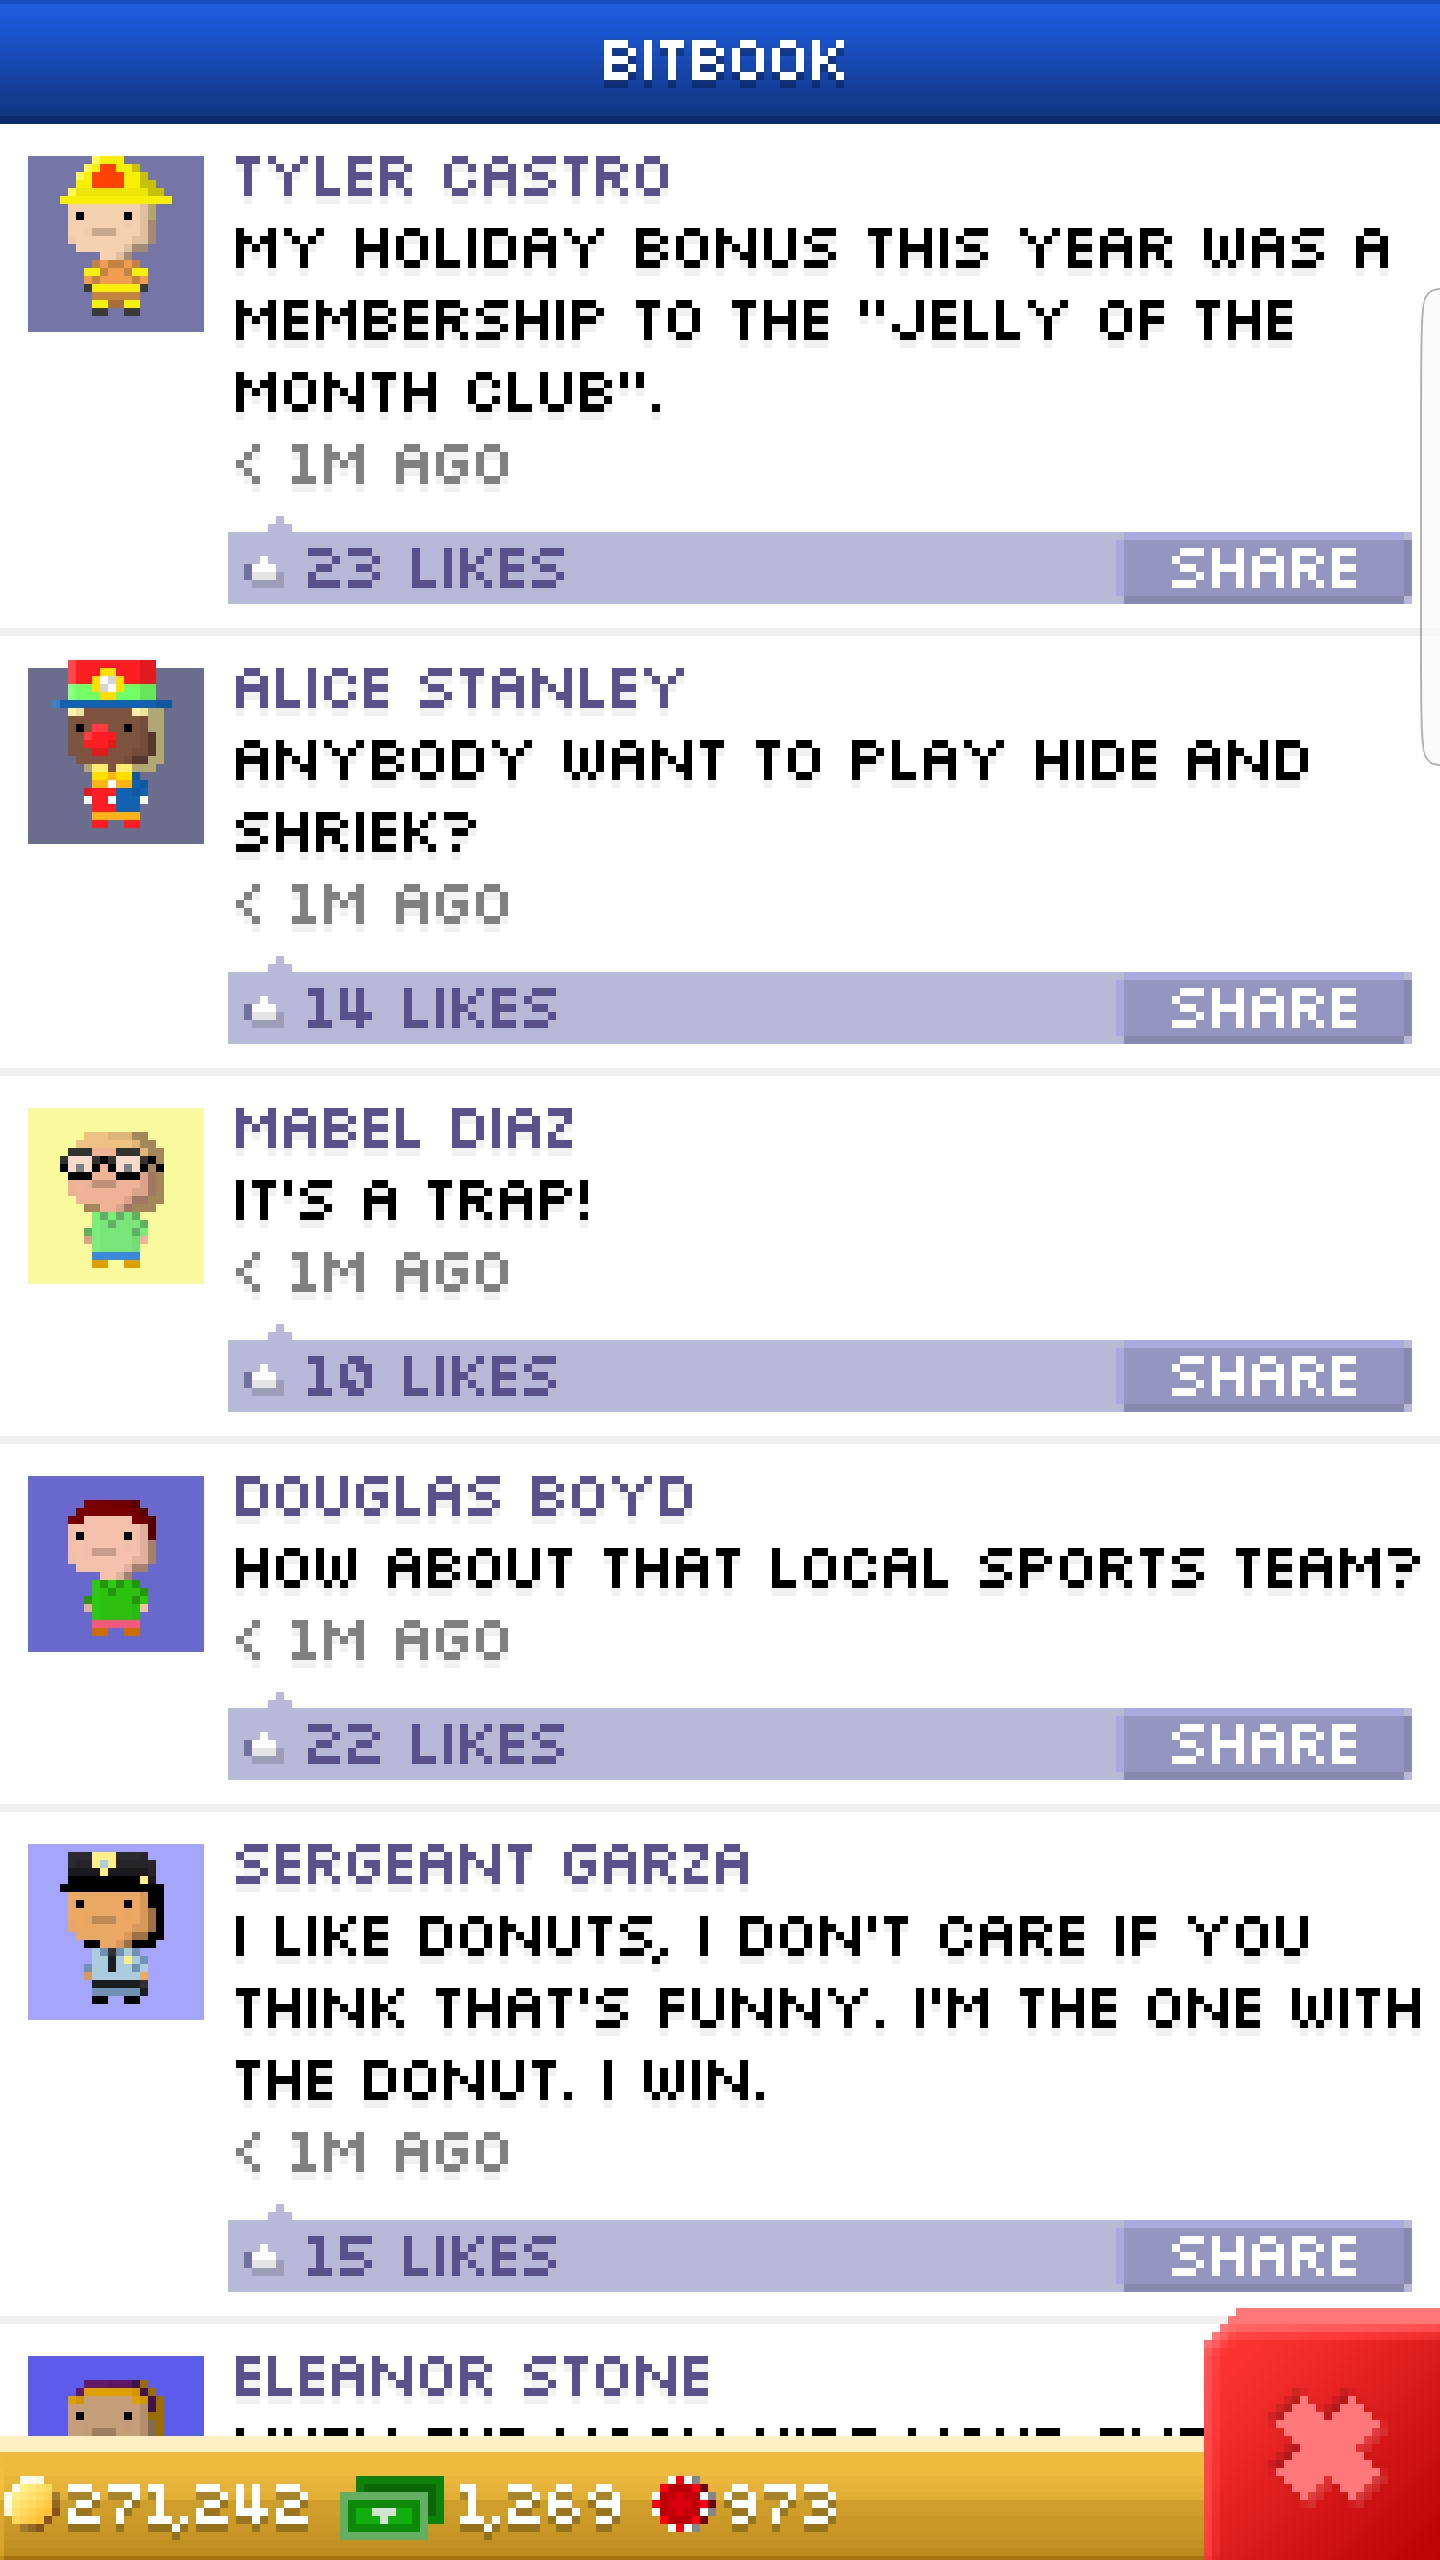 BITBOOK
TYLER CASTRO
MY HOLIDAY BONUS THIS YEAR WAS A
MEMBERSHIP TO THE "JELLY OF THE
MONTH CLUB".
< 1M AGO
23 LIKES
SHARE
ALICE STANLEY
ANYBODY WANT TO PLAY HIDE AND
SHRIEK?
< 1M AGO
14 LIKES
SHARE
MABEL DIAZ
IT'S A TRAP!
< 1M AGO
10 LIKES
SHARE
DOUGLAS BOYD
HOW ABOUT THAT LOCAL SPORTS TEAM?
< 1M AGO
22 LIKES
SHARE
SERGEANT GARZA
I LIKE DONUTS, I DON'T CARE IF YOU
THINK THAT'S FUNNY. I'M THE ONE WITH
THE DONUT. I WIN.
< 1M AGO
15 LIKES
SHARE
ELEANOR STONE
271,242 1,269 973